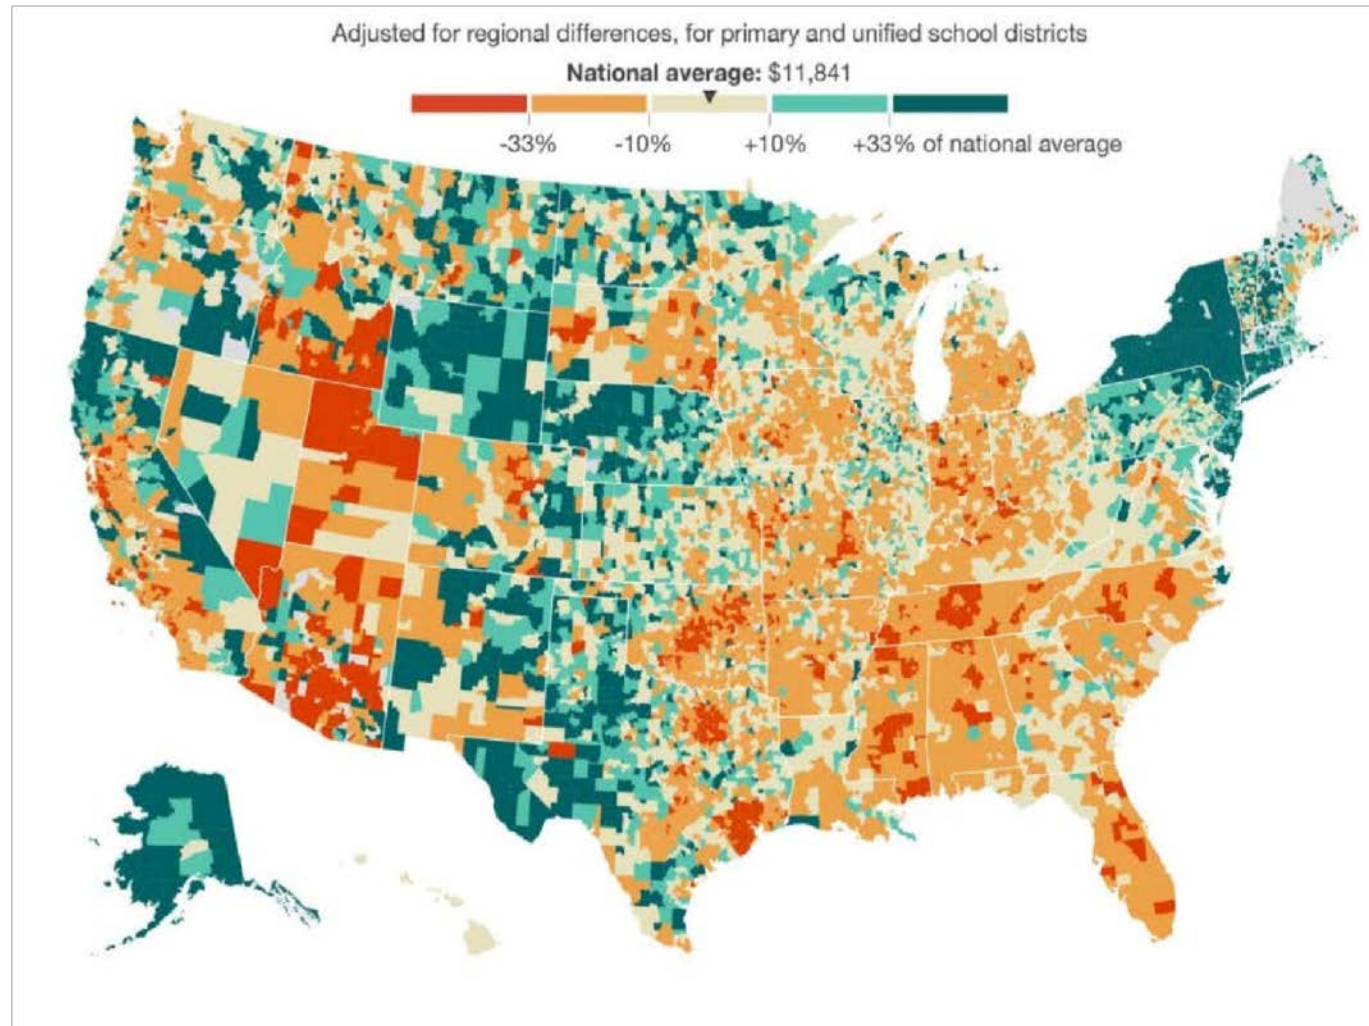 Adjusted for regional differences, for primary and unified school districts
National average: $11,841
-33% -10% +10% +33% of national average